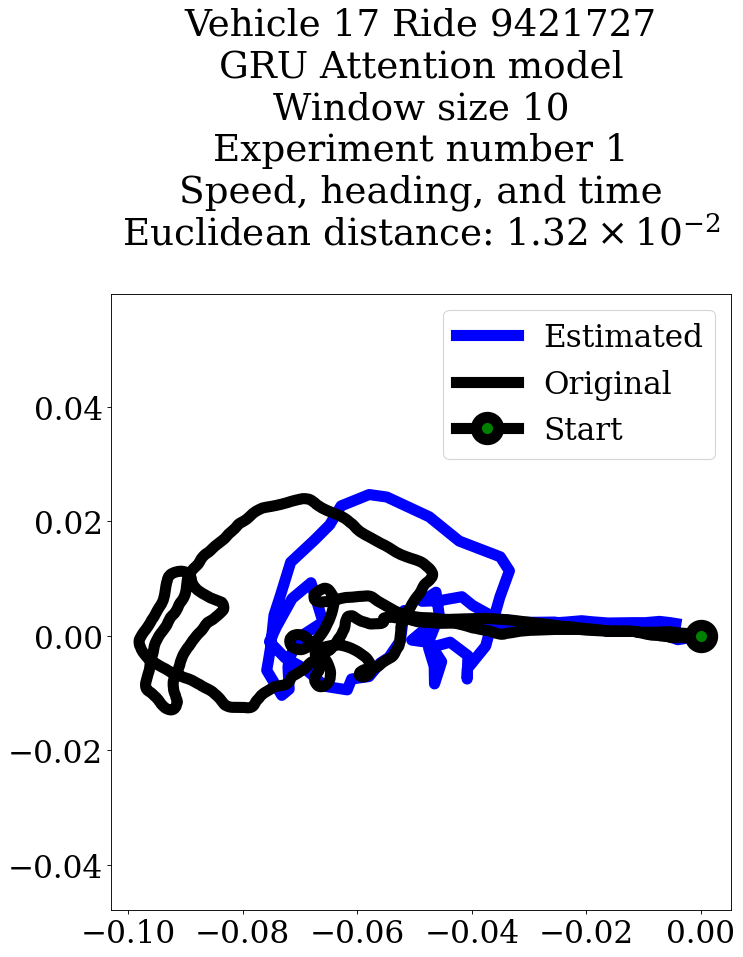 Vehicle 17 Ride 9421727
GRU Attention model
Window size 10
Experiment number 1
Speed, heading, and time
Euclidean distance: 1.32 × 10⁻²
Estimated
Original
Start
0.04
0.02
0.00
−0.02
−0.04
−0.10 −0.08 −0.06 −0.04 −0.02 0.00